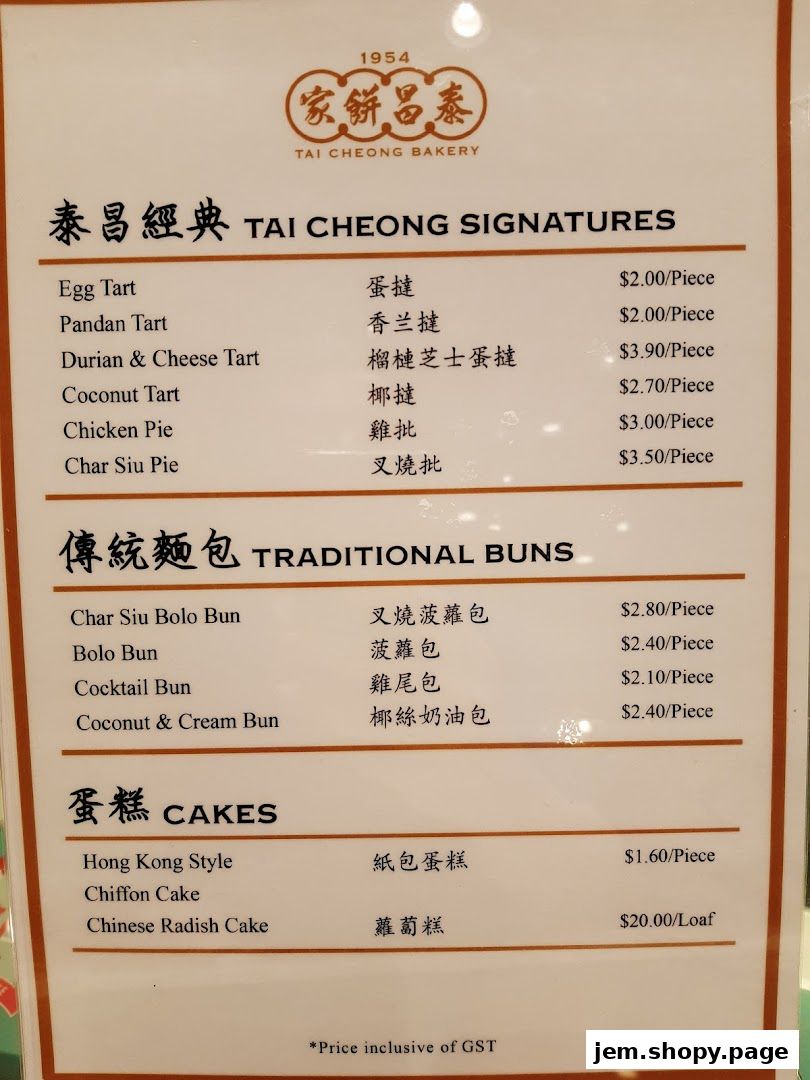 1954
家餅昌泰
TAI CHEONG BAKERY
泰昌經典 TAI CHEONG SIGNATURES
Egg Tart 蛋撻 $2.00/Piece
Pandan Tart 香兰撻 $2.00/Piece
Durian & Cheese Tart 榴槤芝士蛋撻 $3.90/Piece
Coconut Tart 椰撻 $2.70/Piece
Chicken Pie 雞批 $3.00/Piece
Char Siu Pie 叉燒批 $3.50/Piece
傳統麵包 TRADITIONAL BUNS
Char Siu Bolo Bun 叉燒菠蘿包 $2.80/Piece
Bolo Bun 菠蘿包 $2.40/Piece
Cocktail Bun 雞尾包 $2.10/Piece
Coconut & Cream Bun 椰絲奶油包 $2.40/Piece
蛋糕 CAKES
Hong Kong Style 紙包蛋糕 $1.60/Piece
Chiffon Cake
Chinese Radish Cake 蘿蔔糕 $20.00/Loaf
*Price inclusive of GST
jem.shopy.page